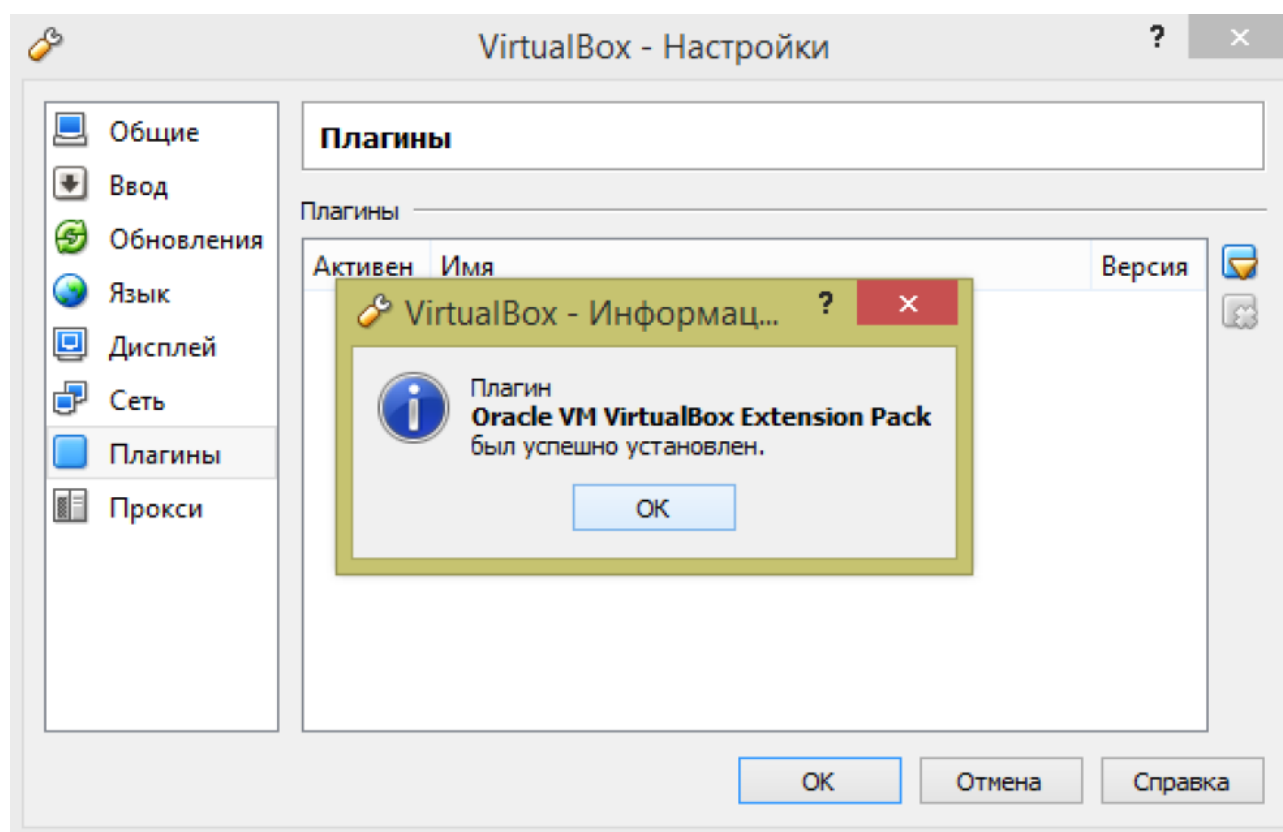 VirtualBox - Настройки
?
Общие
Ввод
Обновления
Язык
Дисплей
Сеть
Плагины
Прокси
Плагины
Плагины
Активен Имя Версия
VirtualBox - Информац... ?
Плагин
Oracle VM VirtualBox Extension Pack
был успешно установлен.
OK
OK Отмена Справка